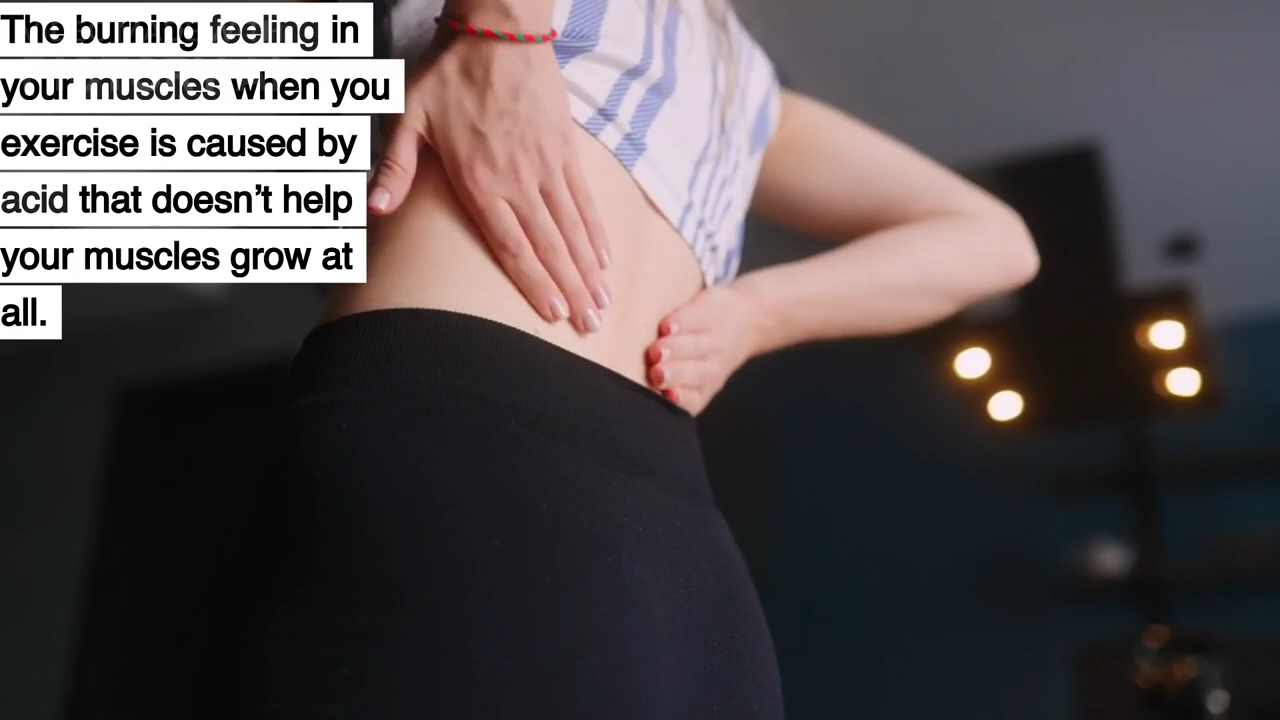 The burning feeling in
your muscles when you
exercise is caused by
acid that doesn’t help
your muscles grow at
all.